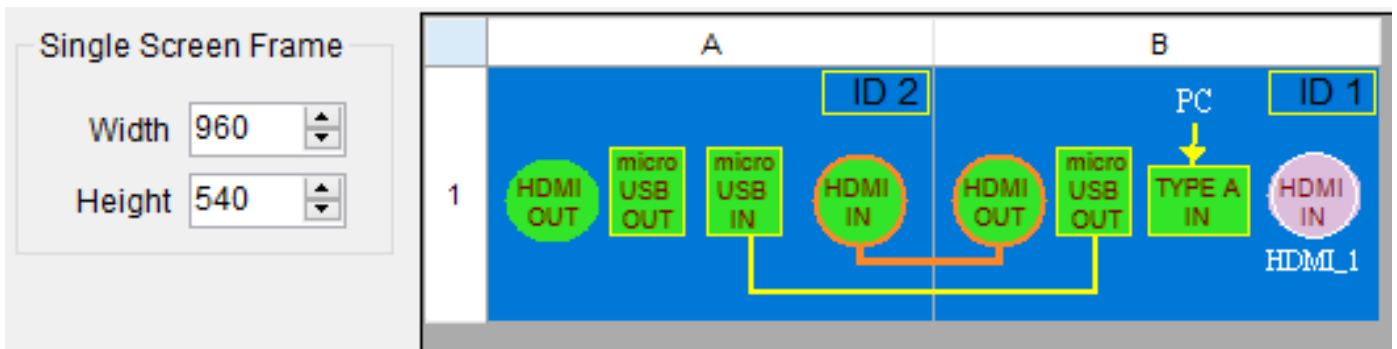 Single Screen Frame
Width 960
Height 540
A B
1
ID 2
HDMI OUT
micro USB OUT
micro USB IN
HDMI IN
ID 1
PC
HDMI OUT
micro USB OUT
TYPE A IN
HDMI IN
HDMI_1